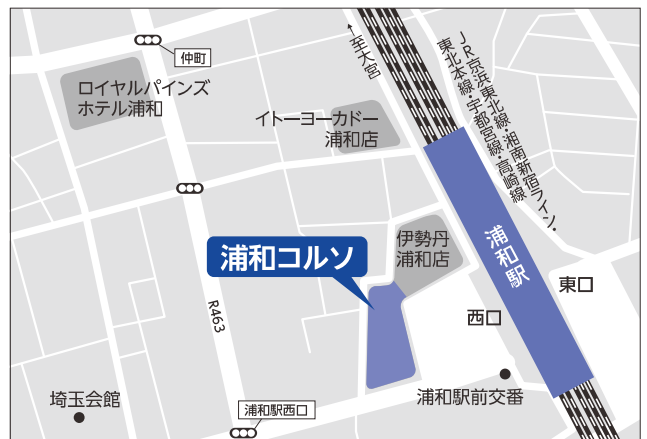 仲町
←至大宮
ロイヤルパインズ
ホテル浦和
イトーヨーカドー
浦和店
JR京浜東北線・湘南新宿ライン・
東北本線・宇都宮線・高崎線
伊勢丹
浦和店
浦和駅
浦和コルソ
東口
西口
R463
埼玉会館
浦和駅西口
浦和駅前交番